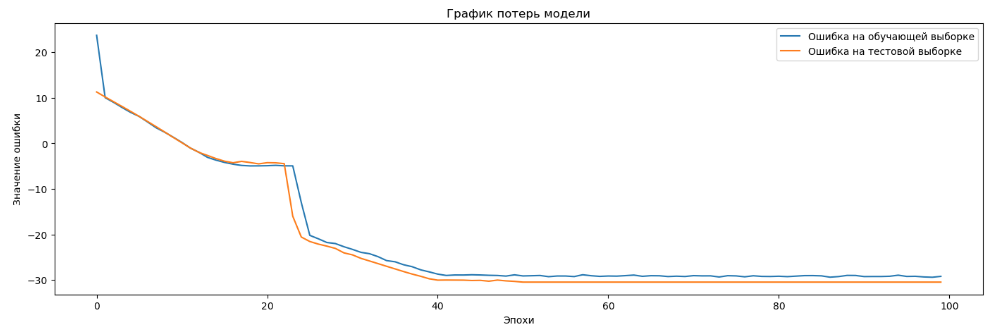 График потерь модели
Ошибка на обучающей выборке
Ошибка на тестовой выборке
Значение ошибки
20
10
0
−10
−20
−30
0
20
40
60
80
100
Эпохи